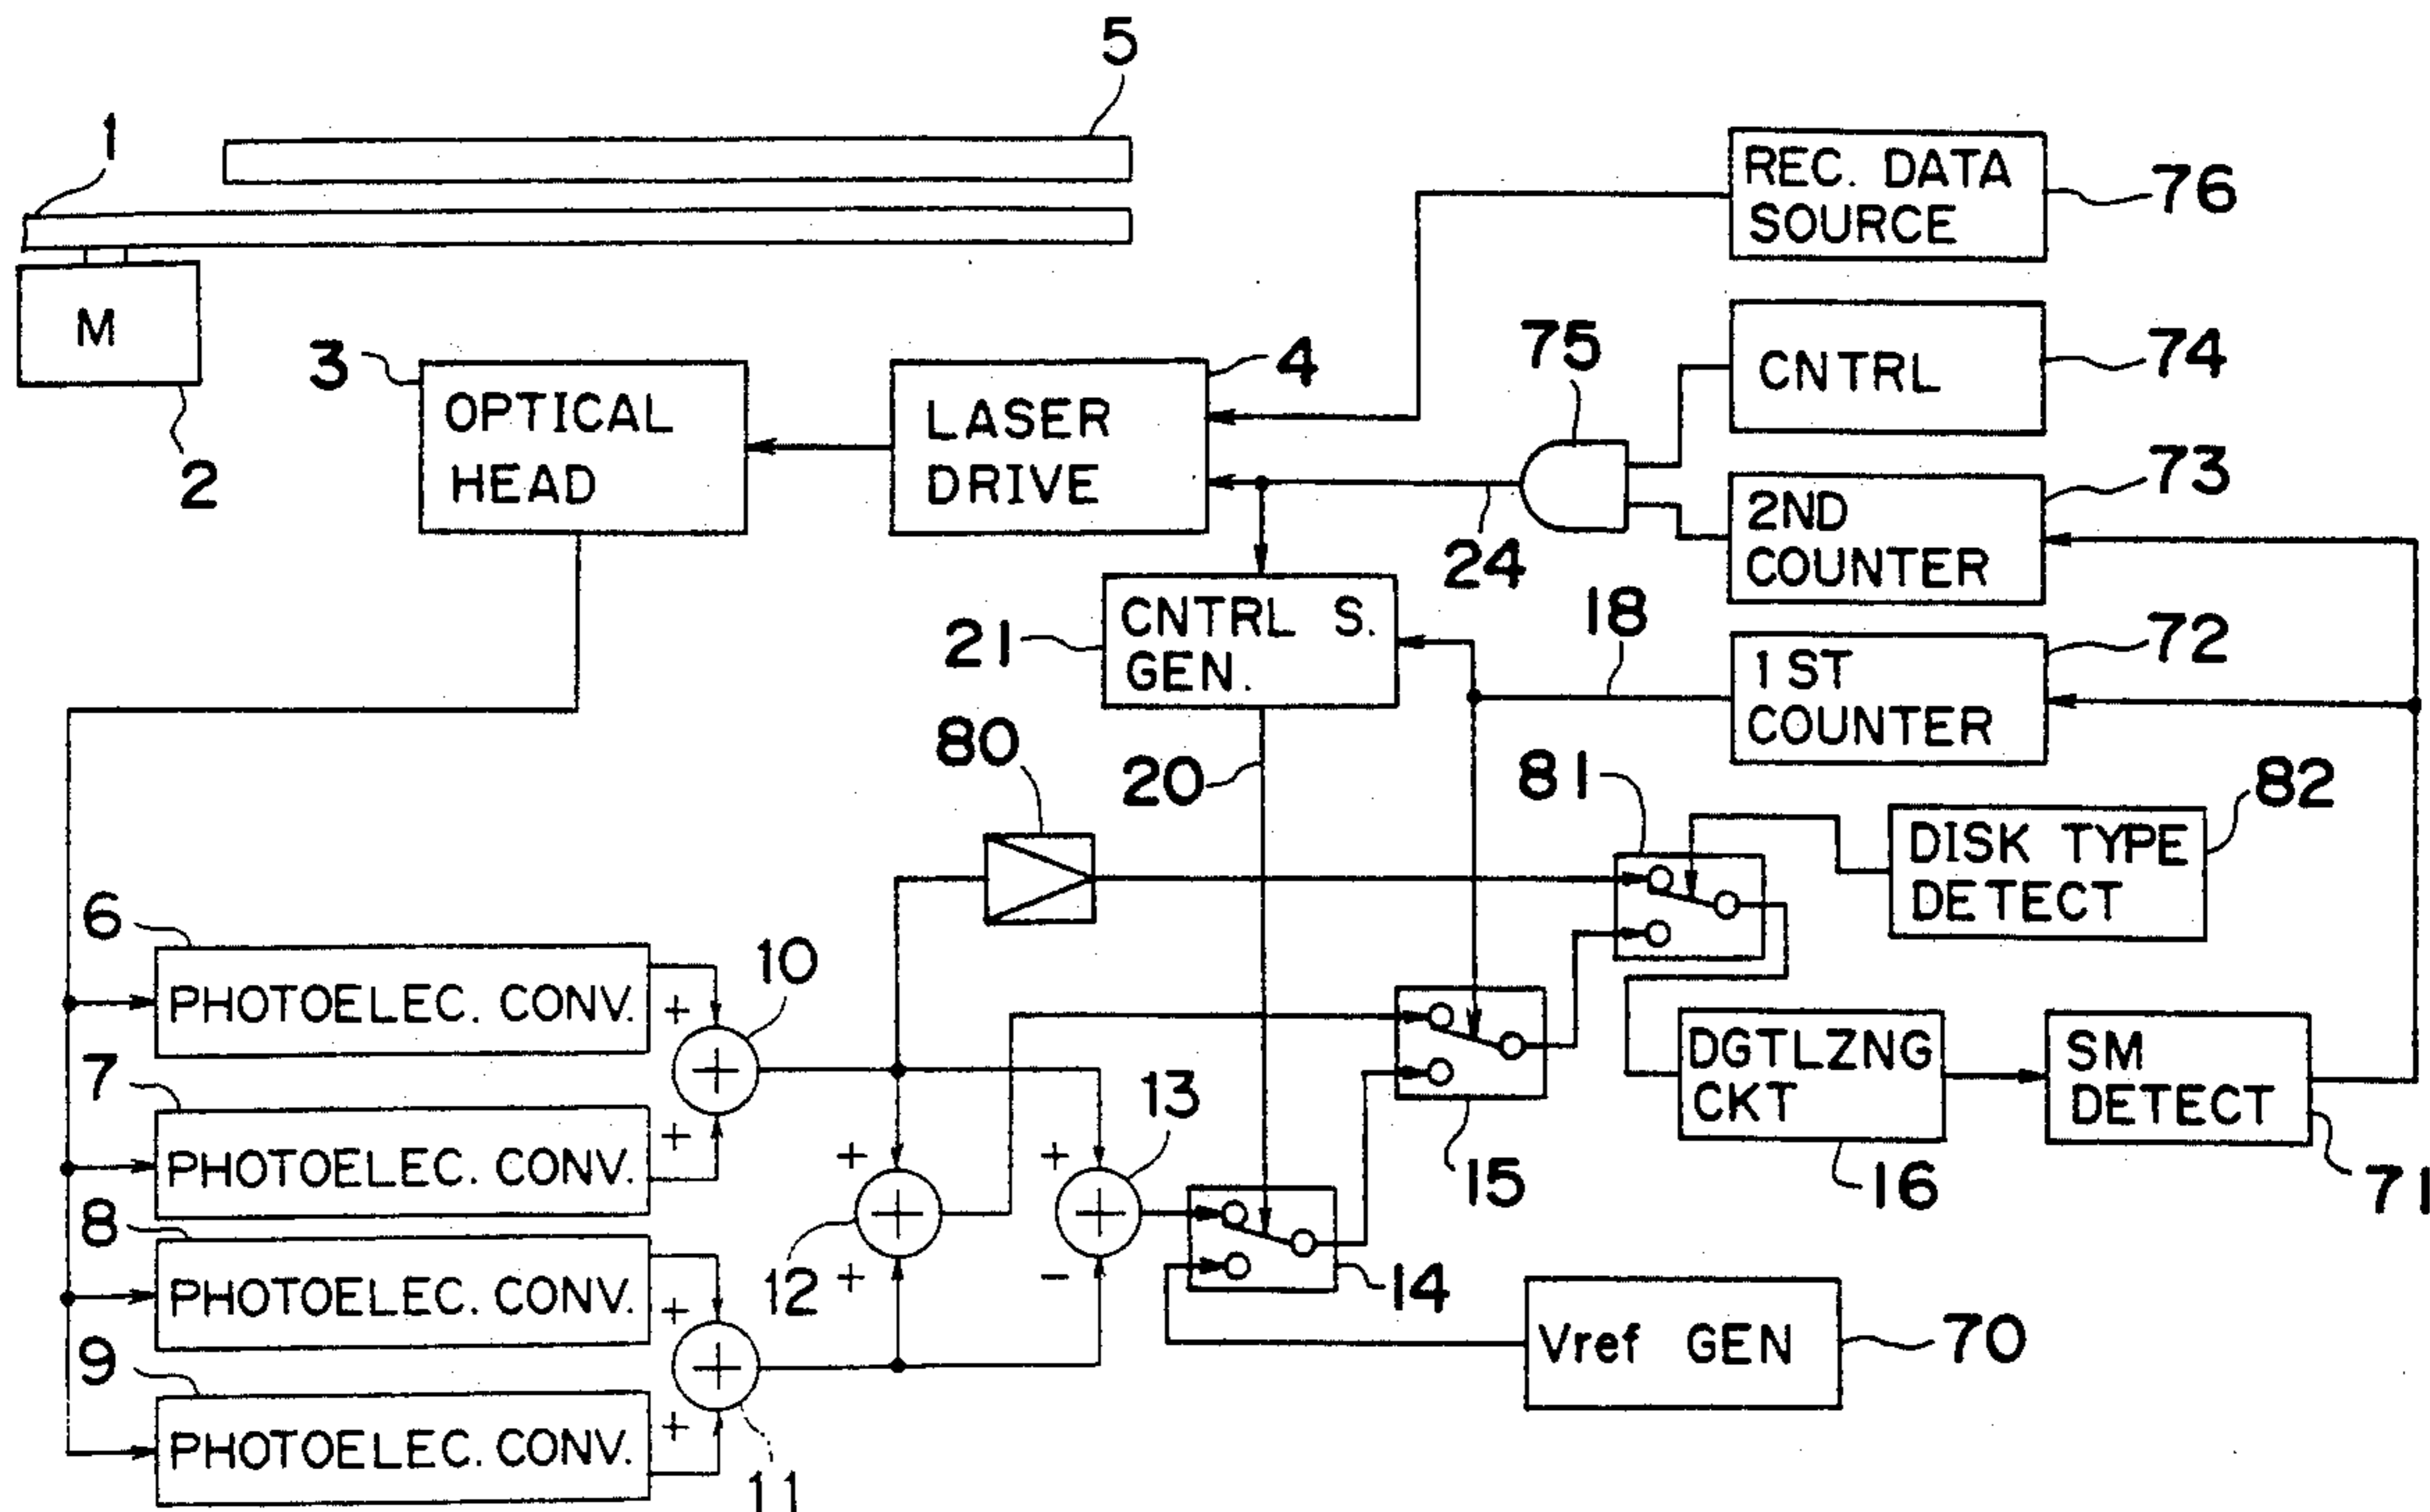 5
1
REC. DATA
SOURCE
76
M
2
3
OPTICAL
HEAD
LASER
DRIVE
4
75
CNTRL
74
24
2ND
COUNTER
73
21
CNTRL S.
GEN.
18
1ST
COUNTER
72
80
20
81
DISK TYPE
DETECT
82
6
PHOTOELEC. CONV.
+
10
+
7
PHOTOELEC. CONV.
+
+
8
PHOTOELEC. CONV.
+
+
9
PHOTOELEC. CONV.
+
+
11
+
12
+
+
+
13
-
+
14
15
DGTLZNG
CKT
16
SM
DETECT
71
Vref GEN
70